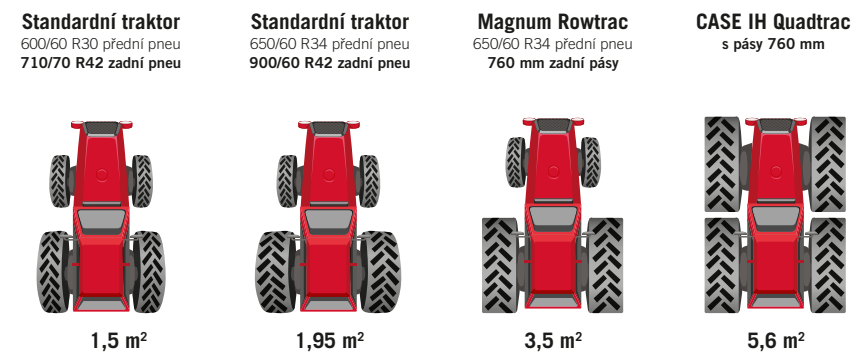 Standardní traktor
600/60 R30 přední pneu
710/70 R42 zadní pneu
Standardní traktor
650/60 R34 přední pneu
900/60 R42 zadní pneu
Magnum Rowtrac
650/60 R34 přední pneu
760 mm zadní pásy
CASE IH Quadtrac
s pásy 760 mm
1,5 m²
1,95 m²
3,5 m²
5,6 m²